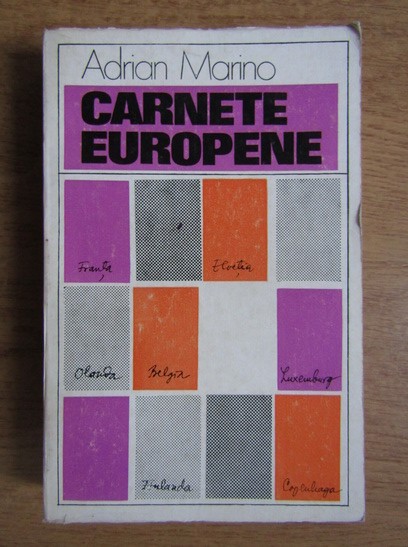 Adrian Marino
CARNETE
EUROPENE
Franța Elveția
Olanda Belgia Luxemburg
Finlanda Copenhaga